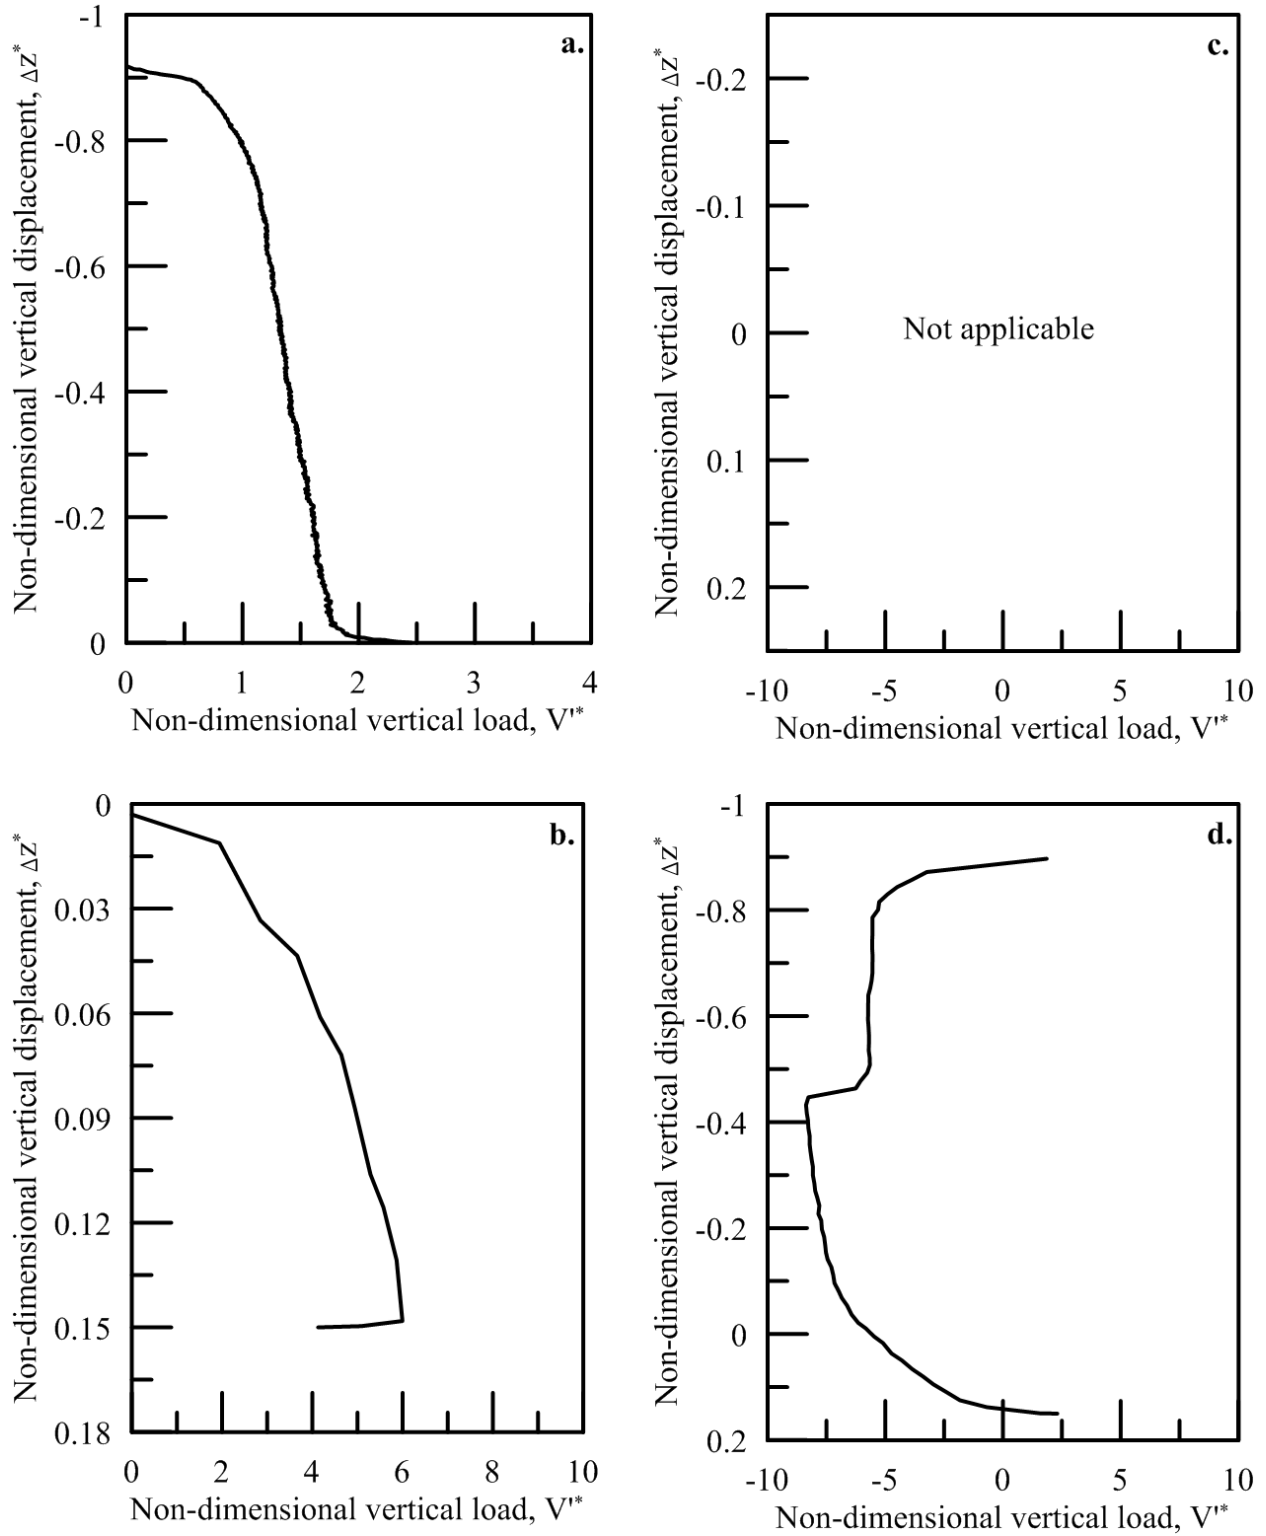 a.
Non-dimensional vertical displacement, Δz*
-1
-0.8
-0.6
-0.4
-0.2
0
0 1 2 3 4
Non-dimensional vertical load, V'*
c.
Non-dimensional vertical displacement, Δz*
-0.2
-0.1
0
0.1
0.2
Not applicable
-10 -5 0 5 10
Non-dimensional vertical load, V'*
b.
Non-dimensional vertical displacement, Δz*
0
0.03
0.06
0.09
0.12
0.15
0.18
0 2 4 6 8 10
Non-dimensional vertical load, V'*
d.
Non-dimensional vertical displacement, Δz*
-1
-0.8
-0.6
-0.4
-0.2
0
0.2
-10 -5 0 5 10
Non-dimensional vertical load, V'*